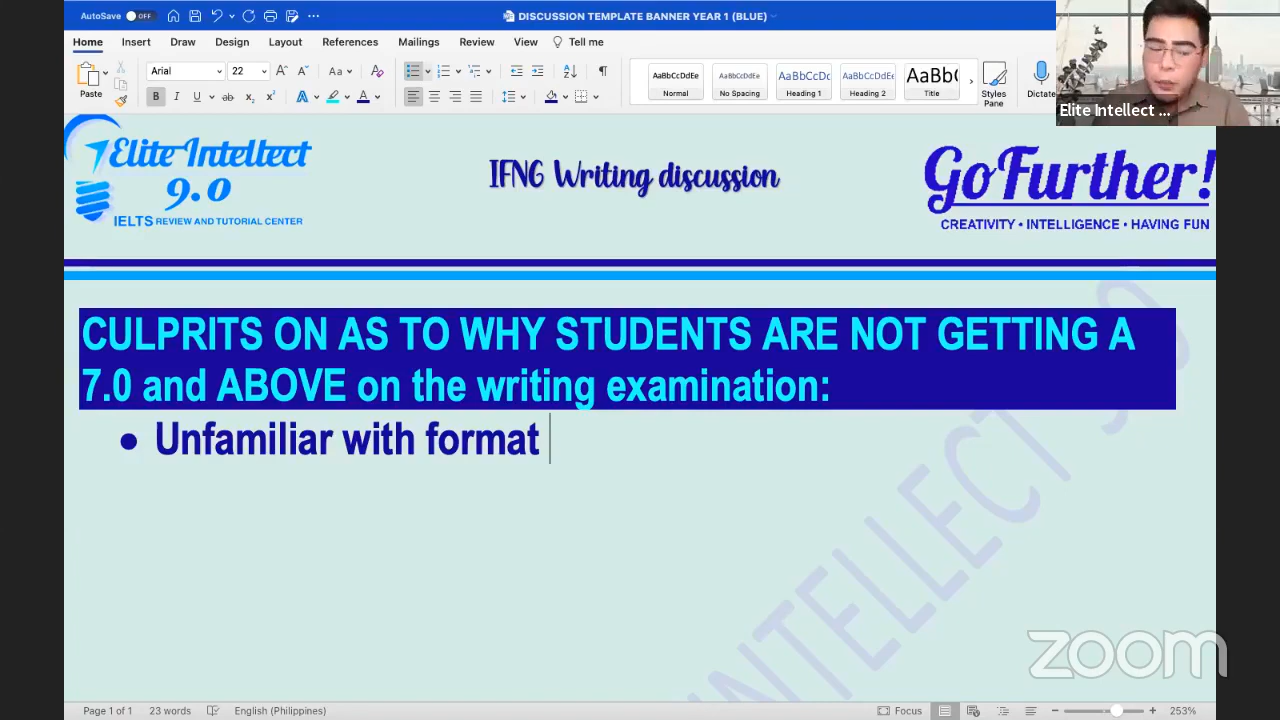 AutoSave OFF
DISCUSSION TEMPLATE BANNER YEAR 1 (BLUE)
Home Insert Draw Design Layout References Mailings Review View Tell me
Paste
Arial 22
AaBbCcDdEe Normal
AaBbCcDdEe No Spacing
AaBbCcDc Heading 1
AaBbCcDdEe Heading 2
AaBb( Title
Styles Pane
Dictate
Elite Intellect ...
Elite Intellect
9.0
IELTS REVIEW AND TUTORIAL CENTER
IFNG Writing discussion
GoFurther!
CREATIVITY • INTELLIGENCE • HAVING FUN
CULPRITS ON AS TO WHY STUDENTS ARE NOT GETTING A
7.0 and ABOVE on the writing examination:
• Unfamiliar with format
INTELLECT 9.0
zoom
Page 1 of 1 23 words English (Philippines) Focus 253%